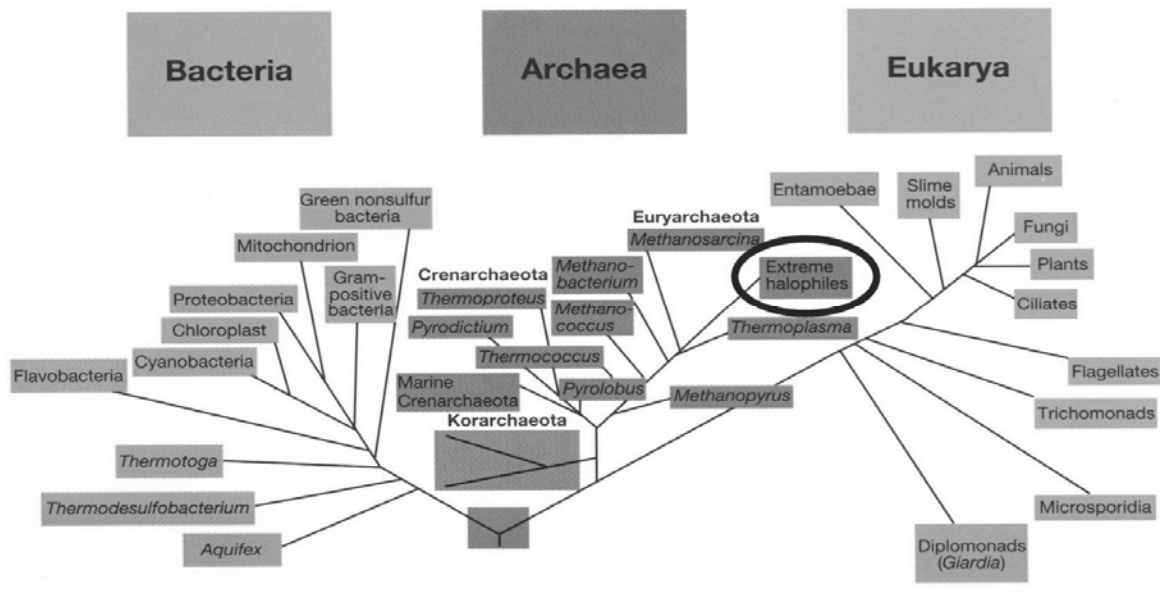 Bacteria
Archaea
Eukarya
Green nonsulfur
bacteria
Mitochondrion
Gram-
positive
bacteria
Proteobacteria
Chloroplast
Cyanobacteria
Flavobacteria
Thermotoga
Thermodesulfobacterium
Aquifex
Crenarchaeota
Thermoproteus
Pyrodictium
Thermococcus
Marine
Crenarchaeota
Pyrolobus
Korarchaeota
Euryarchaeota
Methanosarcina
Methano-
bacterium
Methano-
coccus
Extreme
halophiles
Thermoplasma
Methanopyrus
Entamoebae
Slime
molds
Animals
Fungi
Plants
Ciliates
Flagellates
Trichomonads
Microsporidia
Diplomonads
(Giardia)